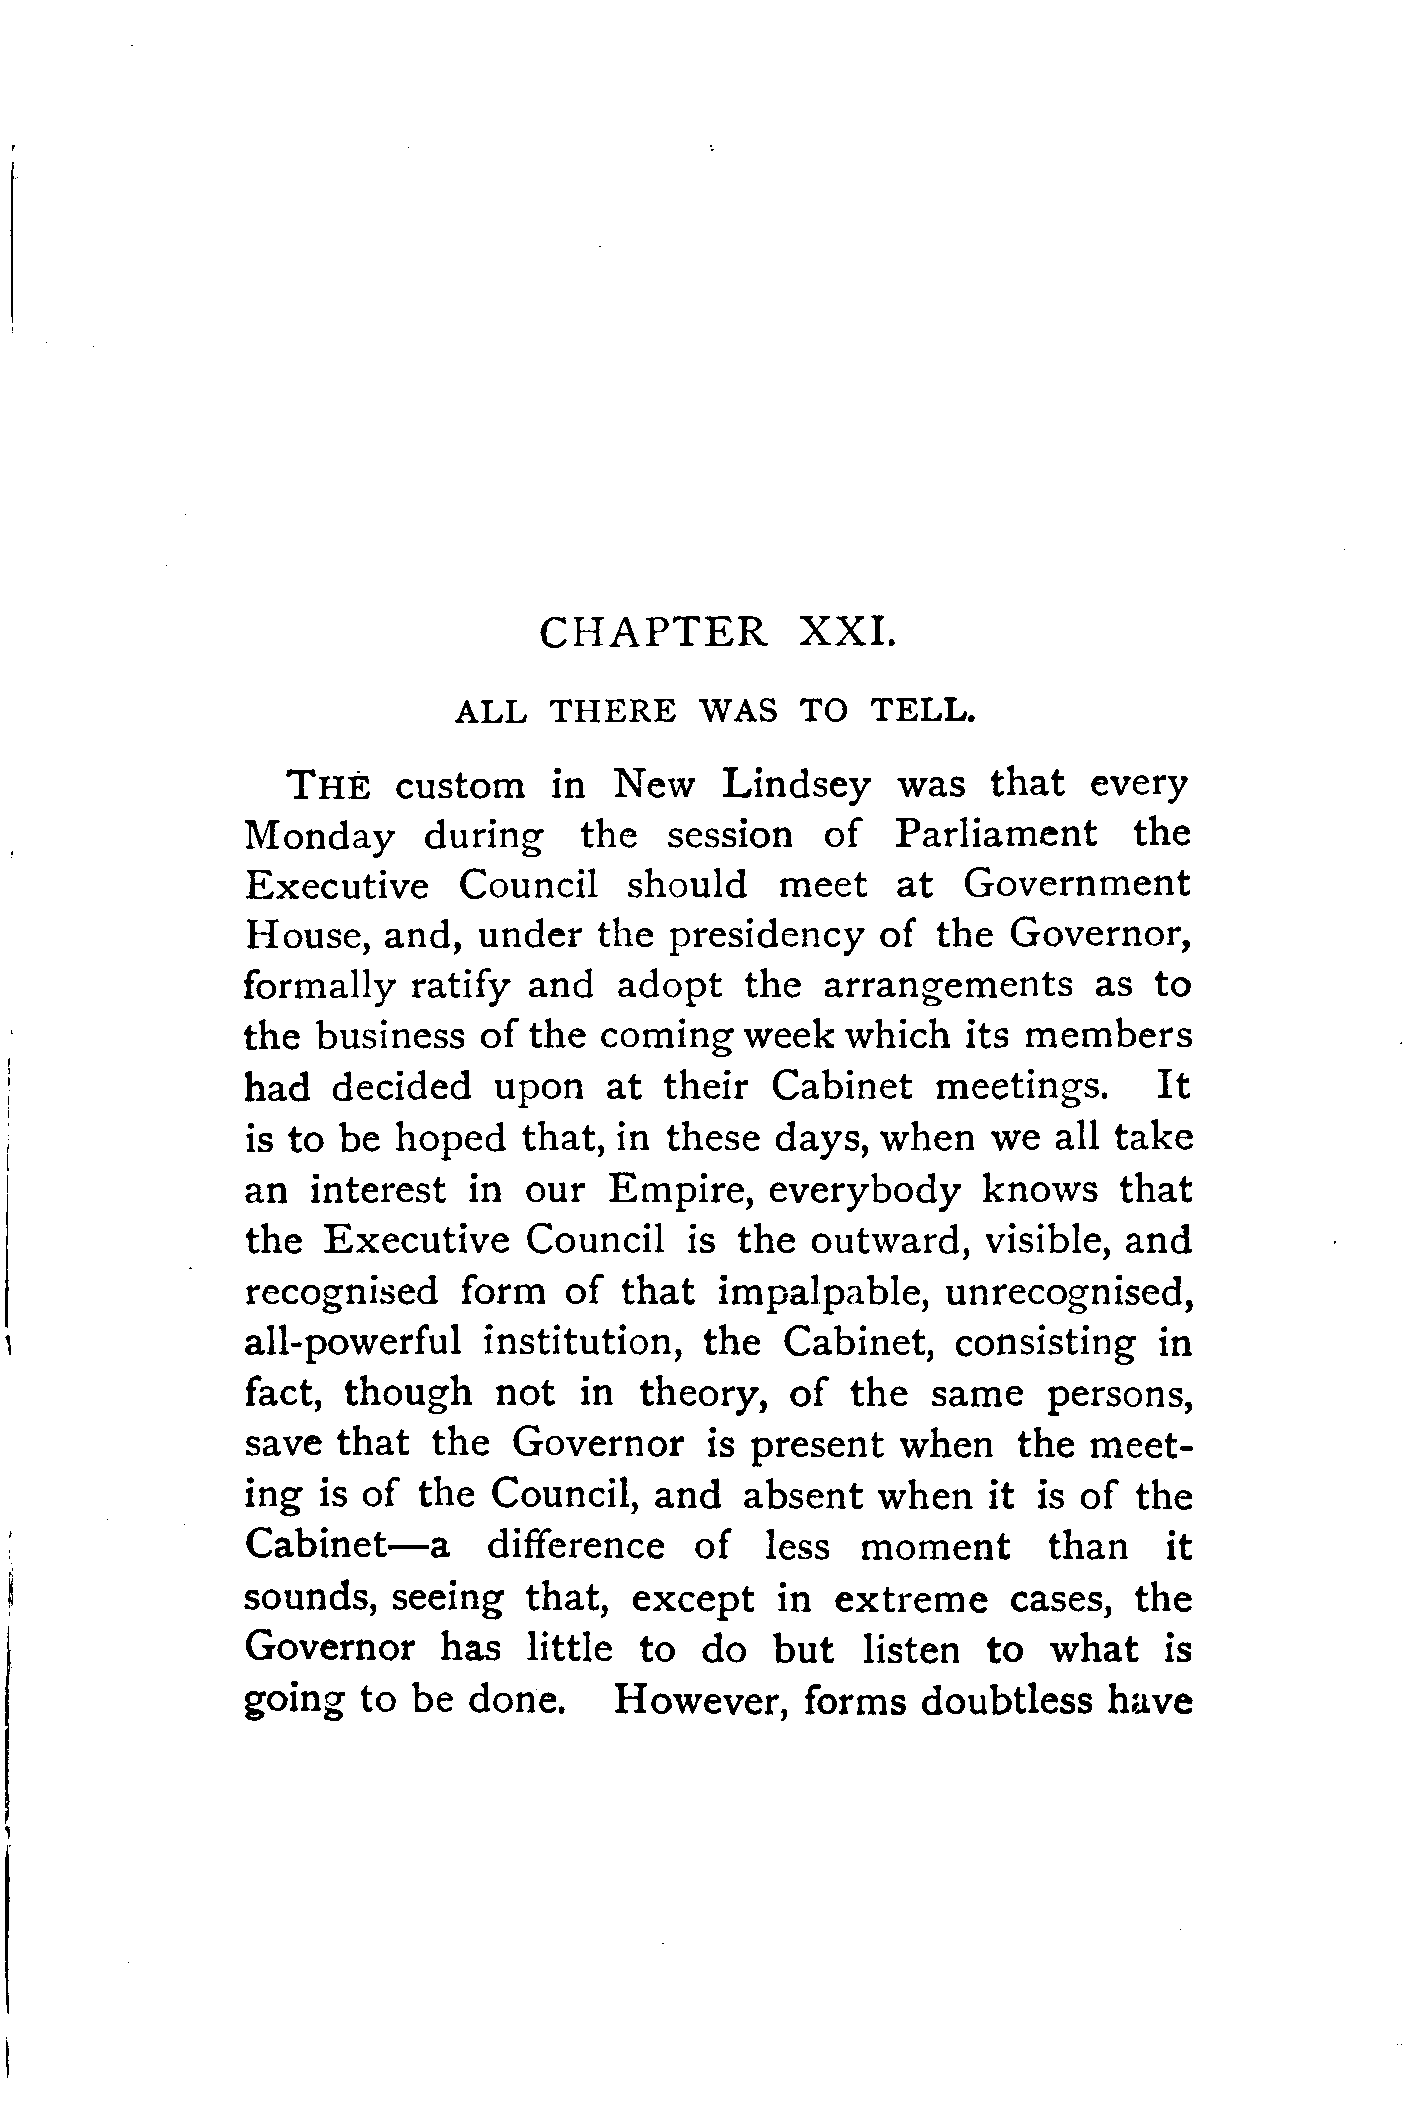 CHAPTER XXI.
ALL THERE WAS TO TELL.
THE custom in New Lindsey was that every
Monday during the session of Parliament the
Executive Council should meet at Government
House, and, under the presidency of the Governor,
formally ratify and adopt the arrangements as to
the business of the coming week which its members
had decided upon at their Cabinet meetings. It
is to be hoped that, in these days, when we all take
an interest in our Empire, everybody knows that
the Executive Council is the outward, visible, and
recognised form of that impalpable, unrecognised,
all-powerful institution, the Cabinet, consisting in
fact, though not in theory, of the same persons,
save that the Governor is present when the meet-
ing is of the Council, and absent when it is of the
Cabinet—a difference of less moment than it
sounds, seeing that, except in extreme cases, the
Governor has little to do but listen to what is
going to be done. However, forms doubtless have